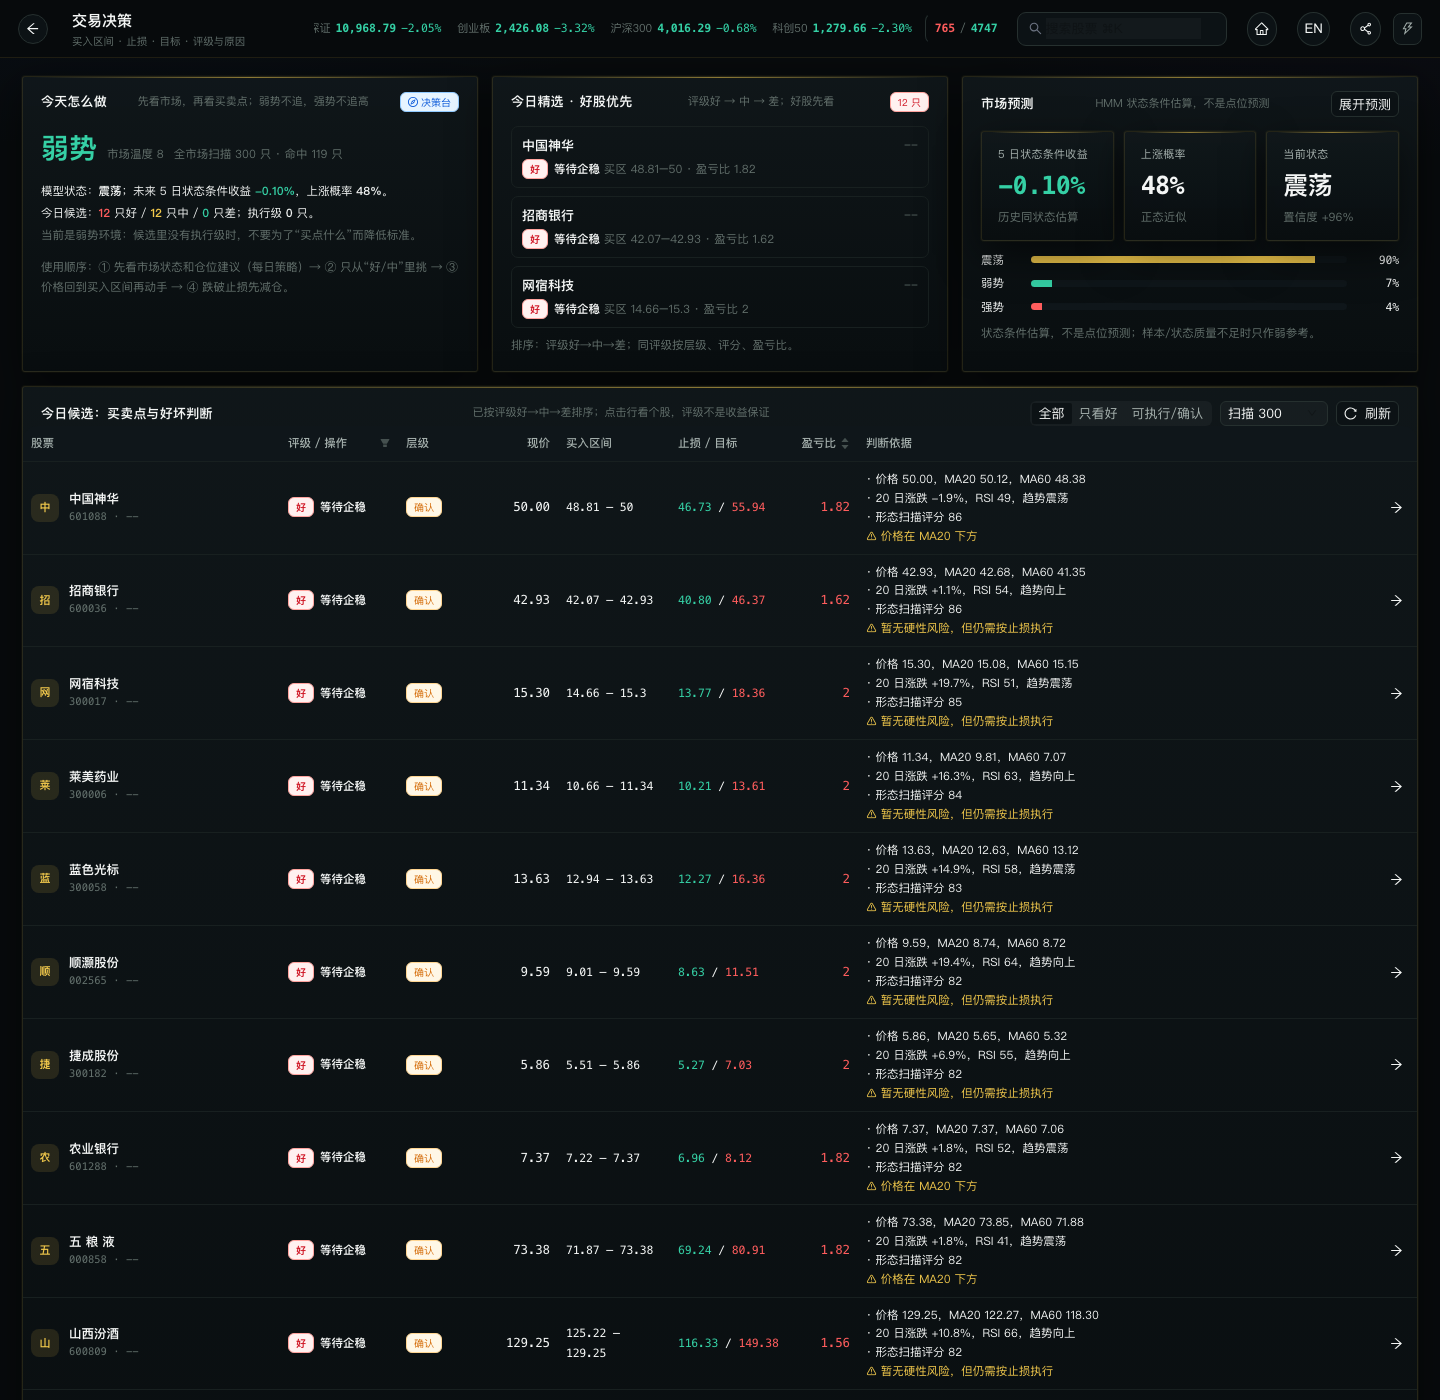 交易决策
买入区间 · 止损 · 目标 · 评级与原因
深证 10,968.79 −2.05% 创业板 2,426.08 −3.32% 沪深300 4,016.29 −0.68% 科创50 1,279.66 −2.30% 765 / 4747
EN
今天怎么做 先看市场，再看买卖点；弱势不追，强势不追高 决策台
弱势 市场温度 8 全市场扫描 300 只 · 命中 119 只
模型状态：震荡；未来 5 日状态条件收益 −0.10%，上涨概率 48%。
今日候选：12 只好 / 12 只中 / 0 只差；执行级 0 只。
当前是弱势环境：候选里没有执行级时，不要为了“买点什么”而降低标准。
使用顺序：① 先看市场状态和仓位建议（每日策略）→ ② 只从“好/中”里挑 → ③
价格回到买入区间再动手 → ④ 跌破止损先减仓。
今日精选 · 好股优先 评级好 → 中 → 差；好股先看 12 只
中国神华 --
好 等待企稳 买区 48.81—50 · 盈亏比 1.82
招商银行 --
好 等待企稳 买区 42.07—42.93 · 盈亏比 1.62
网宿科技 --
好 等待企稳 买区 14.66—15.3 · 盈亏比 2
排序：评级好→中→差；同评级按层级、评分、盈亏比。
市场预测 HMM 状态条件估算，不是点位预测 展开预测
5 日状态条件收益 上涨概率 当前状态
−0.10% 48% 震荡
历史同状态估算 正态近似 置信度 +96%
震荡 90%
弱势 7%
强势 4%
状态条件估算，不是点位预测；样本/状态质量不足时只作弱参考。
今日候选：买卖点与好坏判断 已按评级好→中→差排序；点击行看个股，评级不是收益保证 全部 只看好 可执行/确认 扫描 300 刷新
股票 评级 / 操作 层级 现价 买入区间 止损 / 目标 盈亏比 判断依据
中 中国神华 601088 · -- 好 等待企稳 确认 50.00 48.81 — 50 46.73 / 55.94 1.82
· 价格 50.00，MA20 50.12，MA60 48.38
· 20 日涨跌 −1.9%，RSI 49，趋势震荡
· 形态扫描评分 86
⚠ 价格在 MA20 下方
招 招商银行 600036 · -- 好 等待企稳 确认 42.93 42.07 — 42.93 40.80 / 46.37 1.62
· 价格 42.93，MA20 42.68，MA60 41.35
· 20 日涨跌 +1.1%，RSI 54，趋势向上
· 形态扫描评分 86
⚠ 暂无硬性风险，但仍需按止损执行
网 网宿科技 300017 · -- 好 等待企稳 确认 15.30 14.66 — 15.3 13.77 / 18.36 2
· 价格 15.30，MA20 15.08，MA60 15.15
· 20 日涨跌 +19.7%，RSI 51，趋势震荡
· 形态扫描评分 85
⚠ 暂无硬性风险，但仍需按止损执行
莱 莱美药业 300006 · -- 好 等待企稳 确认 11.34 10.66 — 11.34 10.21 / 13.61 2
· 价格 11.34，MA20 9.81，MA60 7.07
· 20 日涨跌 +16.3%，RSI 63，趋势向上
· 形态扫描评分 84
⚠ 暂无硬性风险，但仍需按止损执行
蓝 蓝色光标 300058 · -- 好 等待企稳 确认 13.63 12.94 — 13.63 12.27 / 16.36 2
· 价格 13.63，MA20 12.63，MA60 13.12
· 20 日涨跌 +14.9%，RSI 58，趋势震荡
· 形态扫描评分 83
⚠ 暂无硬性风险，但仍需按止损执行
顺 顺灏股份 002565 · -- 好 等待企稳 确认 9.59 9.01 — 9.59 8.63 / 11.51 2
· 价格 9.59，MA20 8.74，MA60 8.72
· 20 日涨跌 +19.4%，RSI 64，趋势向上
· 形态扫描评分 82
⚠ 暂无硬性风险，但仍需按止损执行
捷 捷成股份 300182 · -- 好 等待企稳 确认 5.86 5.51 — 5.86 5.27 / 7.03 2
· 价格 5.86，MA20 5.65，MA60 5.32
· 20 日涨跌 +6.9%，RSI 55，趋势向上
· 形态扫描评分 82
⚠ 暂无硬性风险，但仍需按止损执行
农 农业银行 601288 · -- 好 等待企稳 确认 7.37 7.22 — 7.37 6.96 / 8.12 1.82
· 价格 7.37，MA20 7.37，MA60 7.06
· 20 日涨跌 +1.8%，RSI 52，趋势震荡
· 形态扫描评分 82
⚠ 价格在 MA20 下方
五 五 粮 液 000858 · -- 好 等待企稳 确认 73.38 71.87 — 73.38 69.24 / 80.91 1.82
· 价格 73.38，MA20 73.85，MA60 71.88
· 20 日涨跌 +1.8%，RSI 41，趋势震荡
· 形态扫描评分 82
⚠ 价格在 MA20 下方
山 山西汾酒 600809 · -- 好 等待企稳 确认 129.25 125.22 — 129.25 116.33 / 149.38 1.56
· 价格 129.25，MA20 122.27，MA60 118.30
· 20 日涨跌 +10.8%，RSI 66，趋势向上
· 形态扫描评分 82
⚠ 暂无硬性风险，但仍需按止损执行